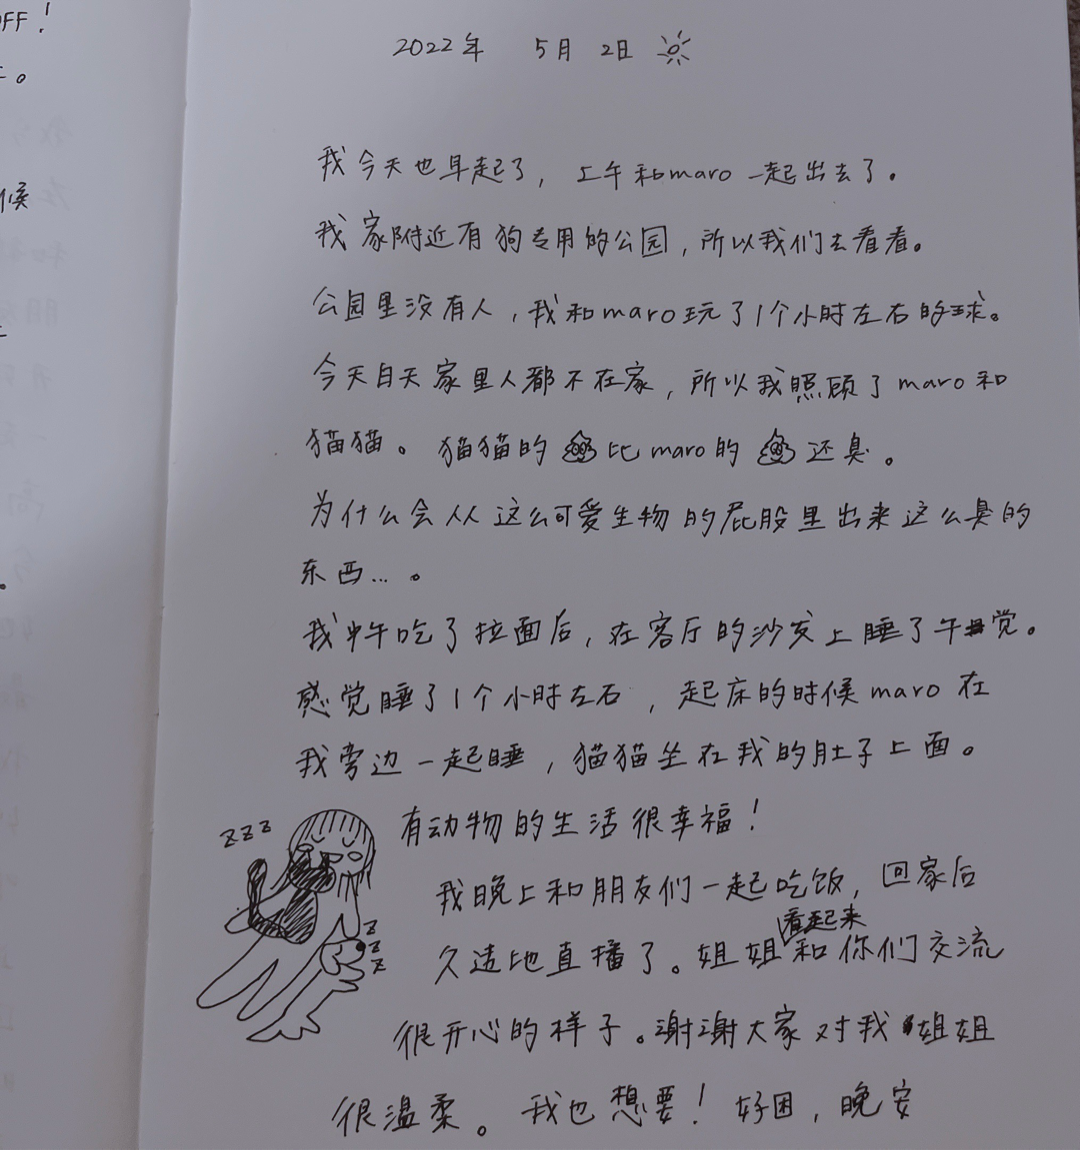 FF!
。
候
。
2022年 5月 2日
我今天也早起了，上午和maro一起出去了。
我家附近有狗专用的公园，所以我们去看看。
公园里没有人，我和maro玩了1个小时左右的球。
今天白天家里人都不在家，所以我照顾了maro和
猫猫。猫猫的 比maro的 还臭。
为什么会从这么可爱生物的屁股里出来这么臭的
东西...。
我中午吃了拉面后，在客厅的沙发上睡了午觉。
感觉睡了1个小时左右，起床的时候maro在
我旁边一起睡，猫猫坐在我的肚子上面。
zzz
有动物的生活很幸福！
我晚上和朋友们一起吃饭，回家后
久违地直播了。姐姐看起来和你们交流
zzz
很开心的样子。谢谢大家对我姐姐
很温柔。我也想要！好困，晚安